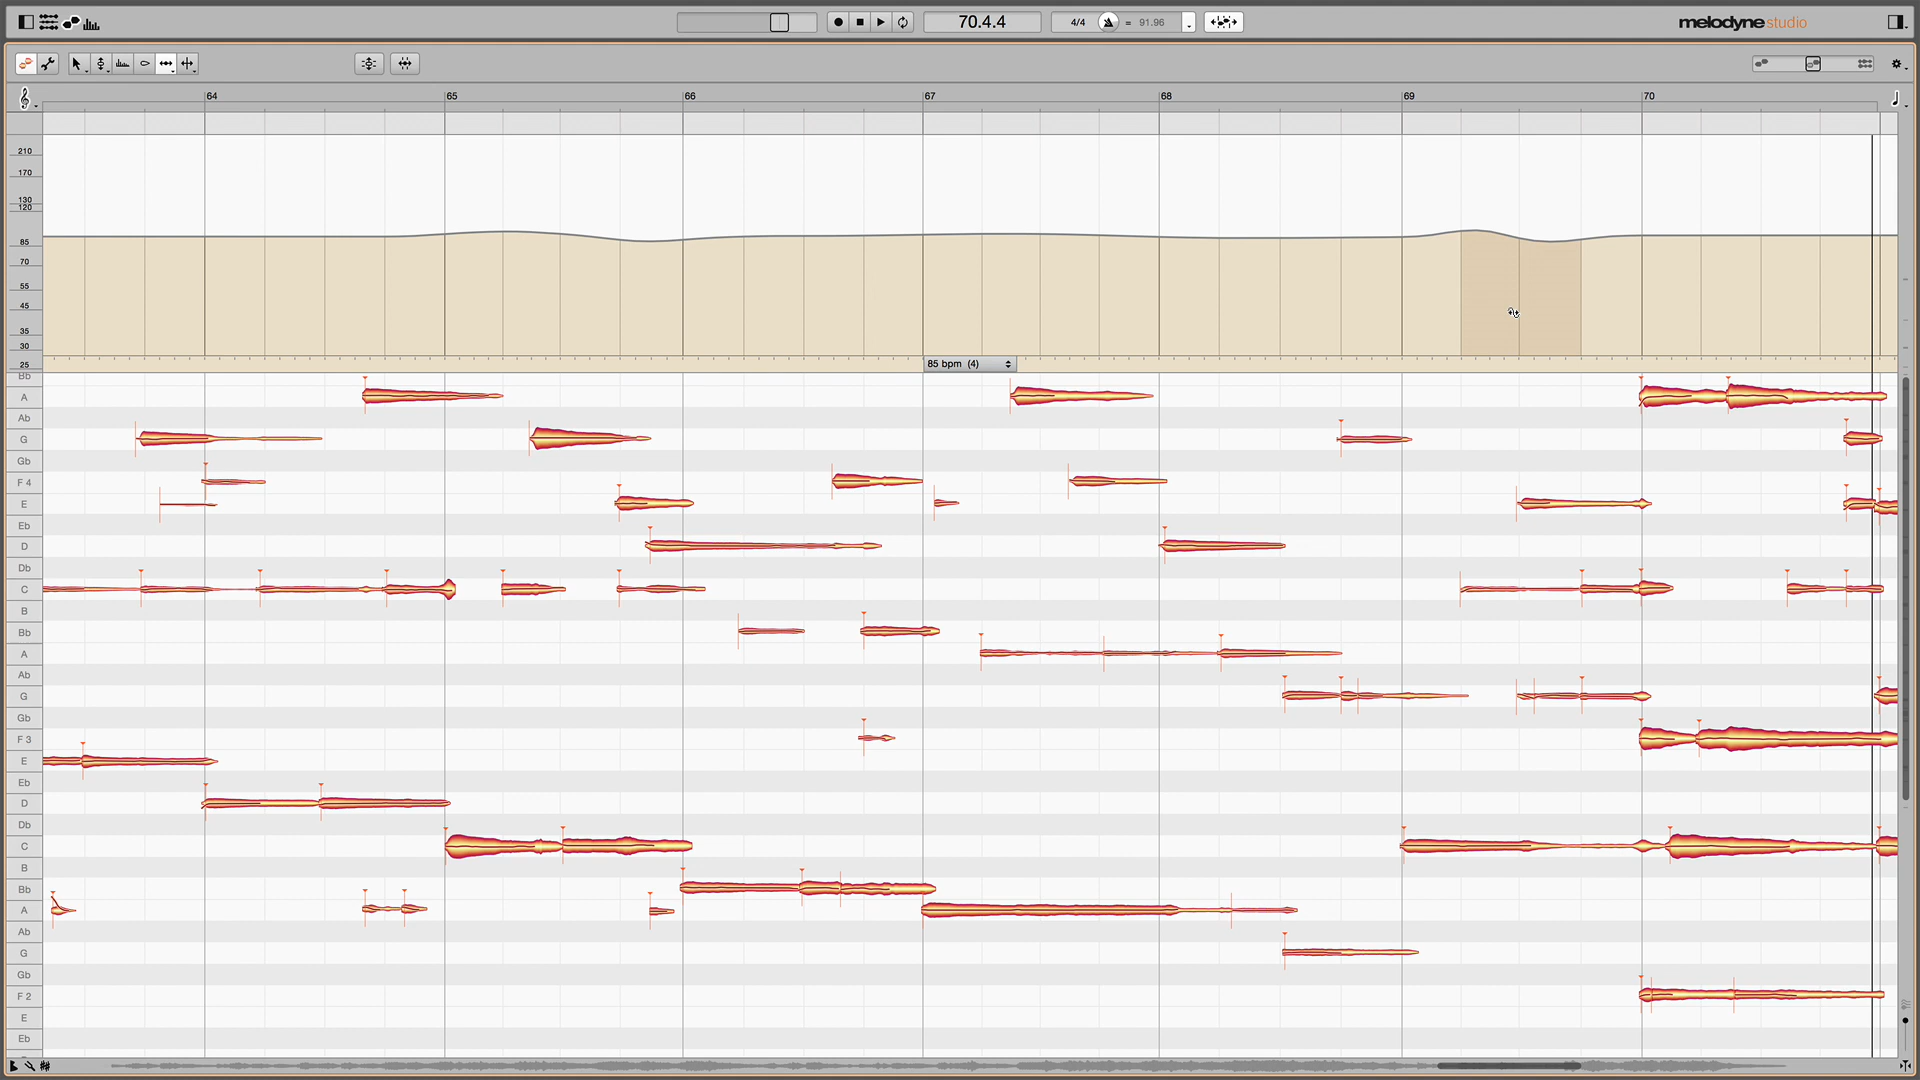 70.4.4
4/4 = 91.96
melodyne studio
64 65 66 67 68 69 70
210
170
130
120
85
70
55
45
35
30
25
85 bpm (4)
Bb
A
Ab
G
Gb
F 4
E
Eb
D
Db
C
B
Bb
A
Ab
G
Gb
F 3
E
Eb
D
Db
C
B
Bb
A
Ab
G
Gb
F 2
E
Eb